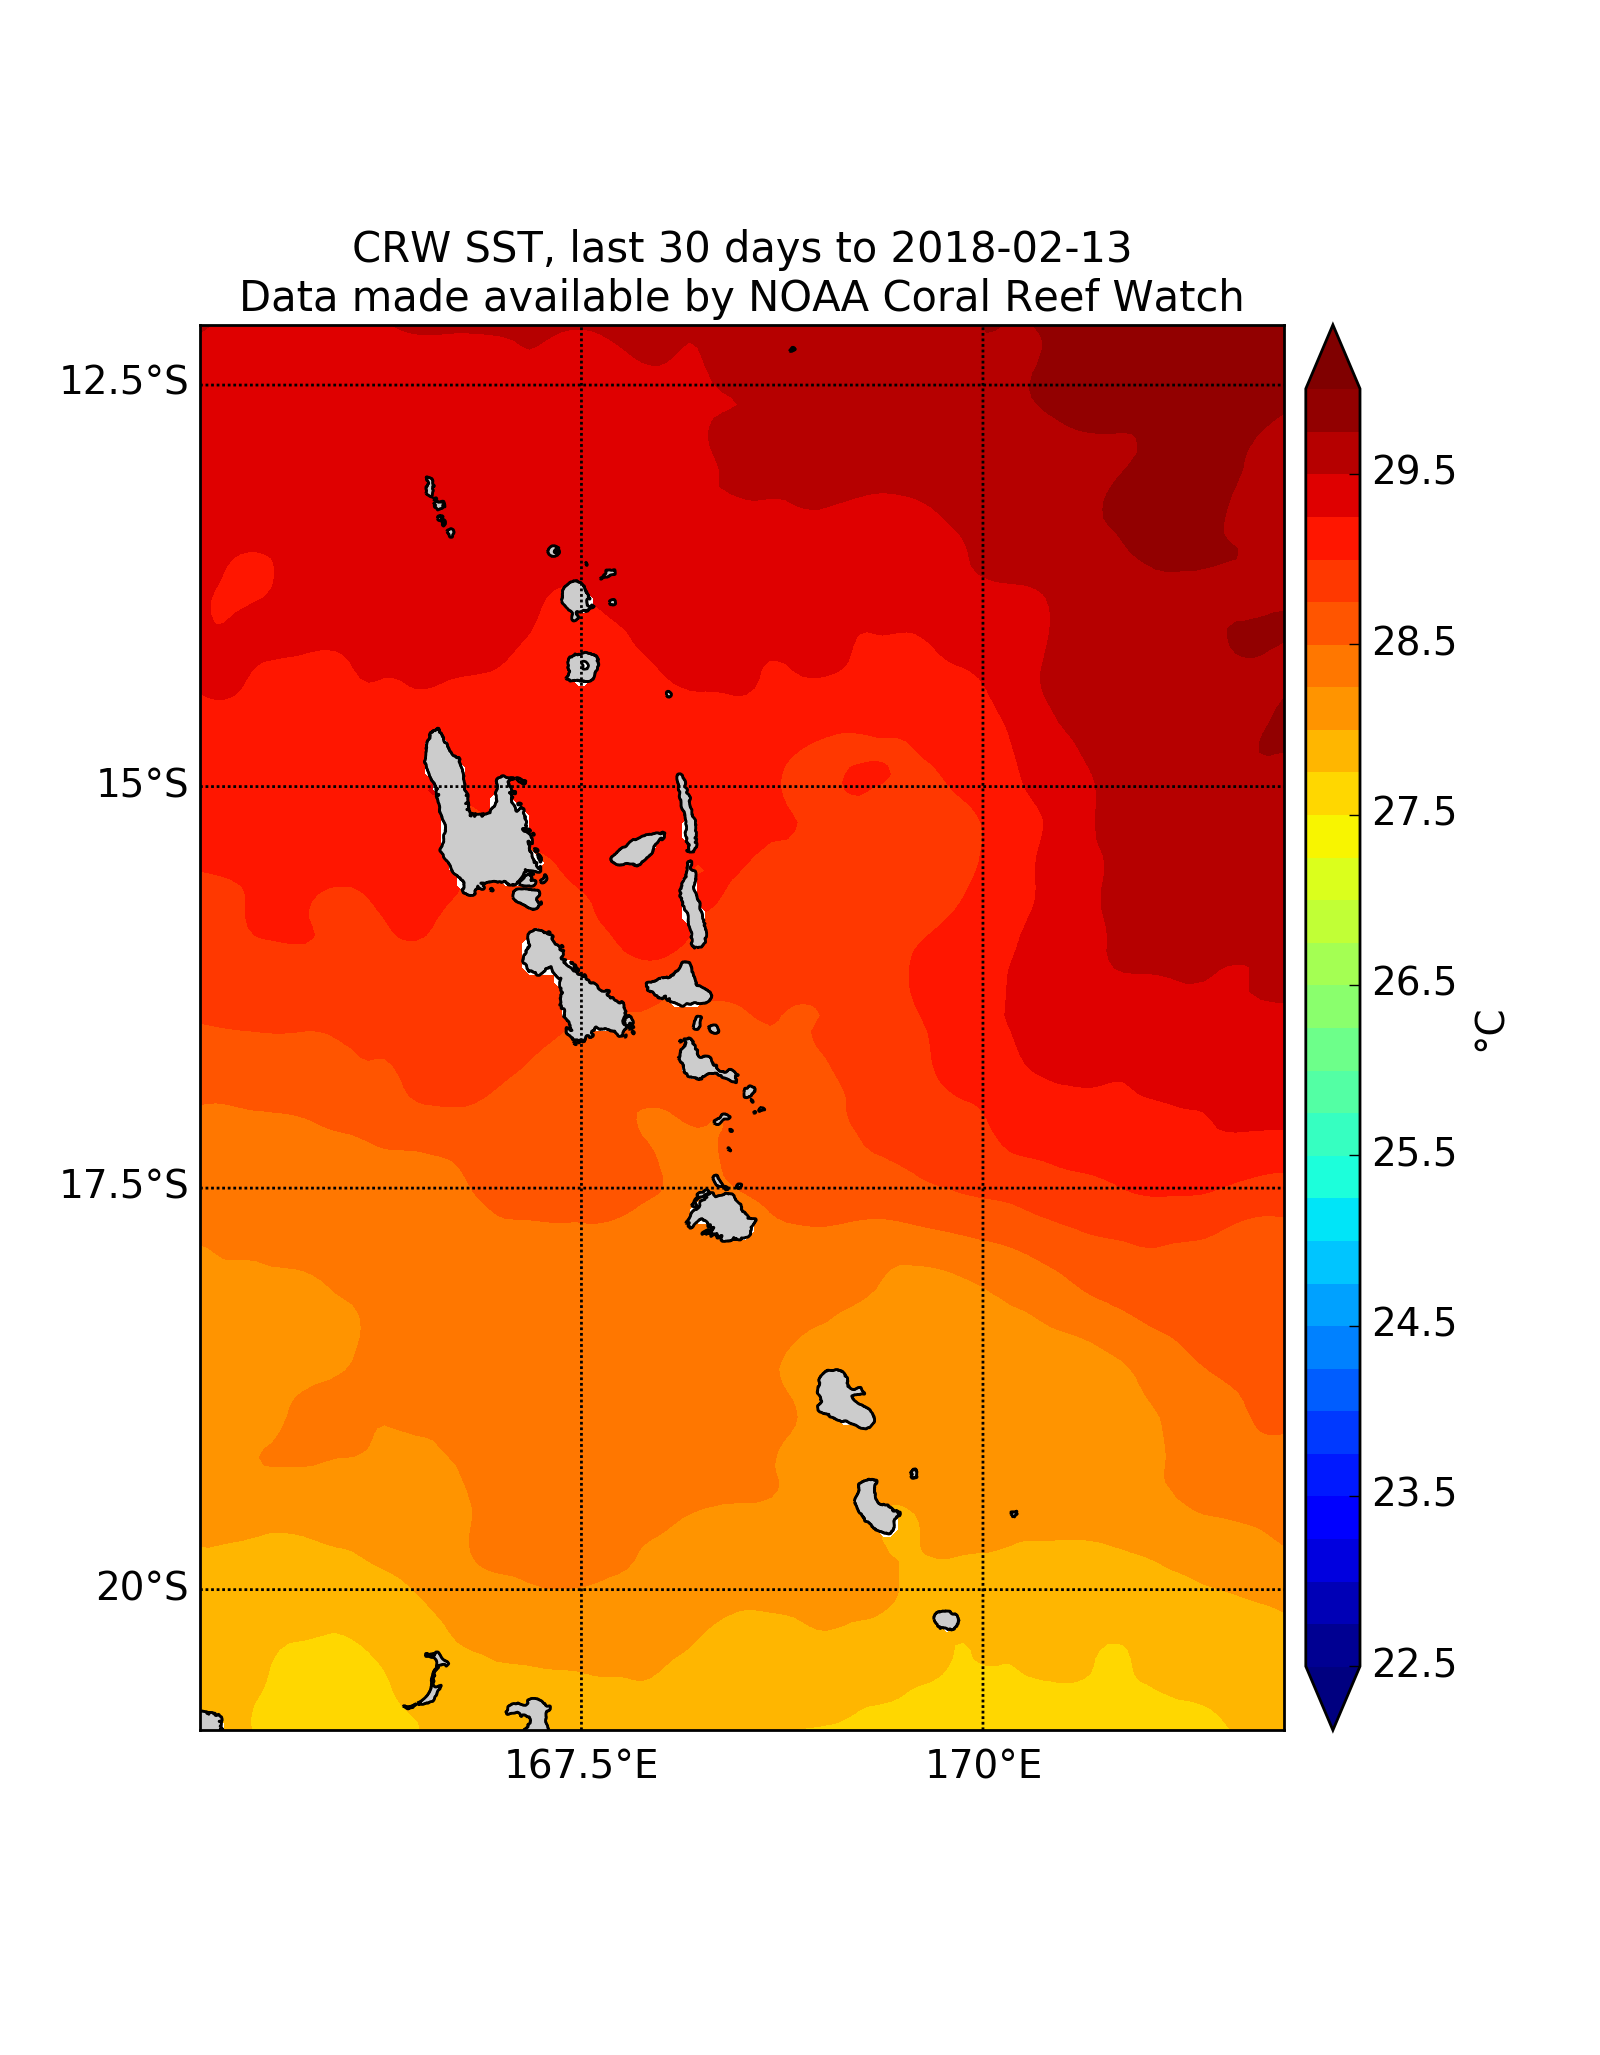 CRW SST, last 30 days to 2018-02-13
Data made available by NOAA Coral Reef Watch
12.5°S
15°S
17.5°S
20°S
167.5°E
170°E
29.5
28.5
27.5
26.5
25.5
24.5
23.5
22.5
°C